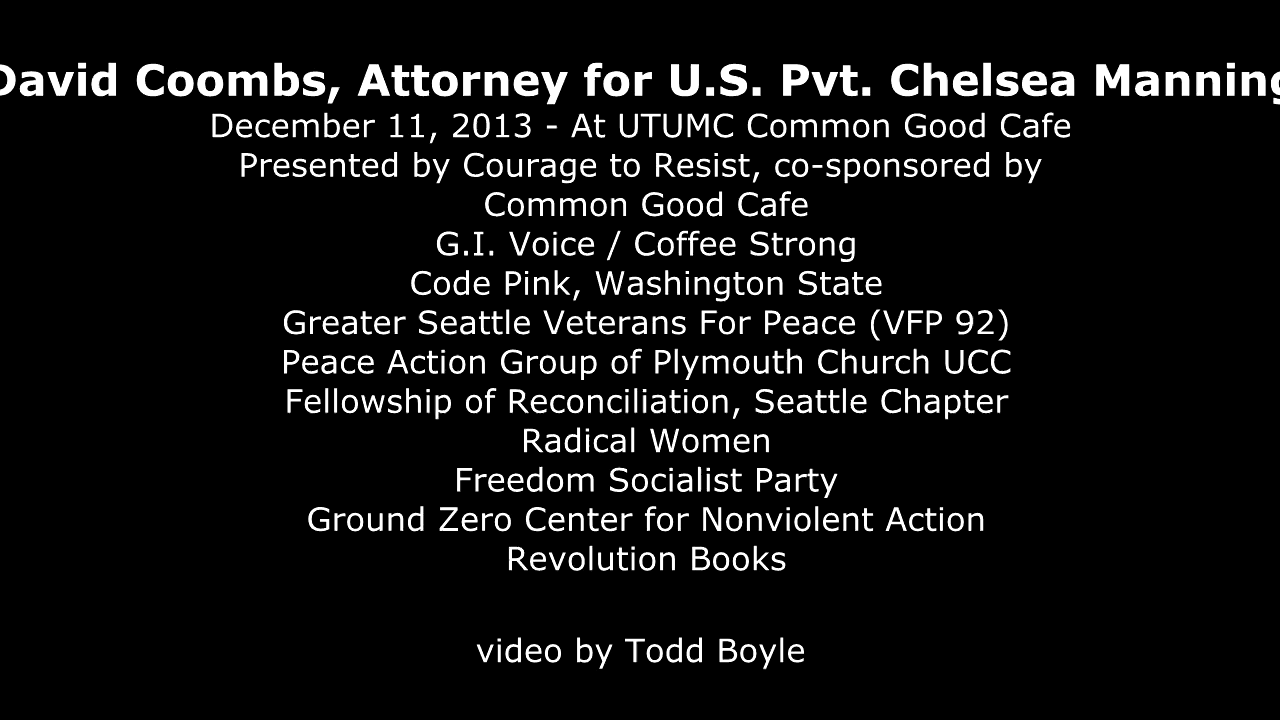 David Coombs, Attorney for U.S. Pvt. Chelsea Manning
December 11, 2013 - At UTUMC Common Good Cafe
Presented by Courage to Resist, co-sponsored by
Common Good Cafe
G.I. Voice / Coffee Strong
Code Pink, Washington State
Greater Seattle Veterans For Peace (VFP 92)
Peace Action Group of Plymouth Church UCC
Fellowship of Reconciliation, Seattle Chapter
Radical Women
Freedom Socialist Party
Ground Zero Center for Nonviolent Action
Revolution Books
video by Todd Boyle